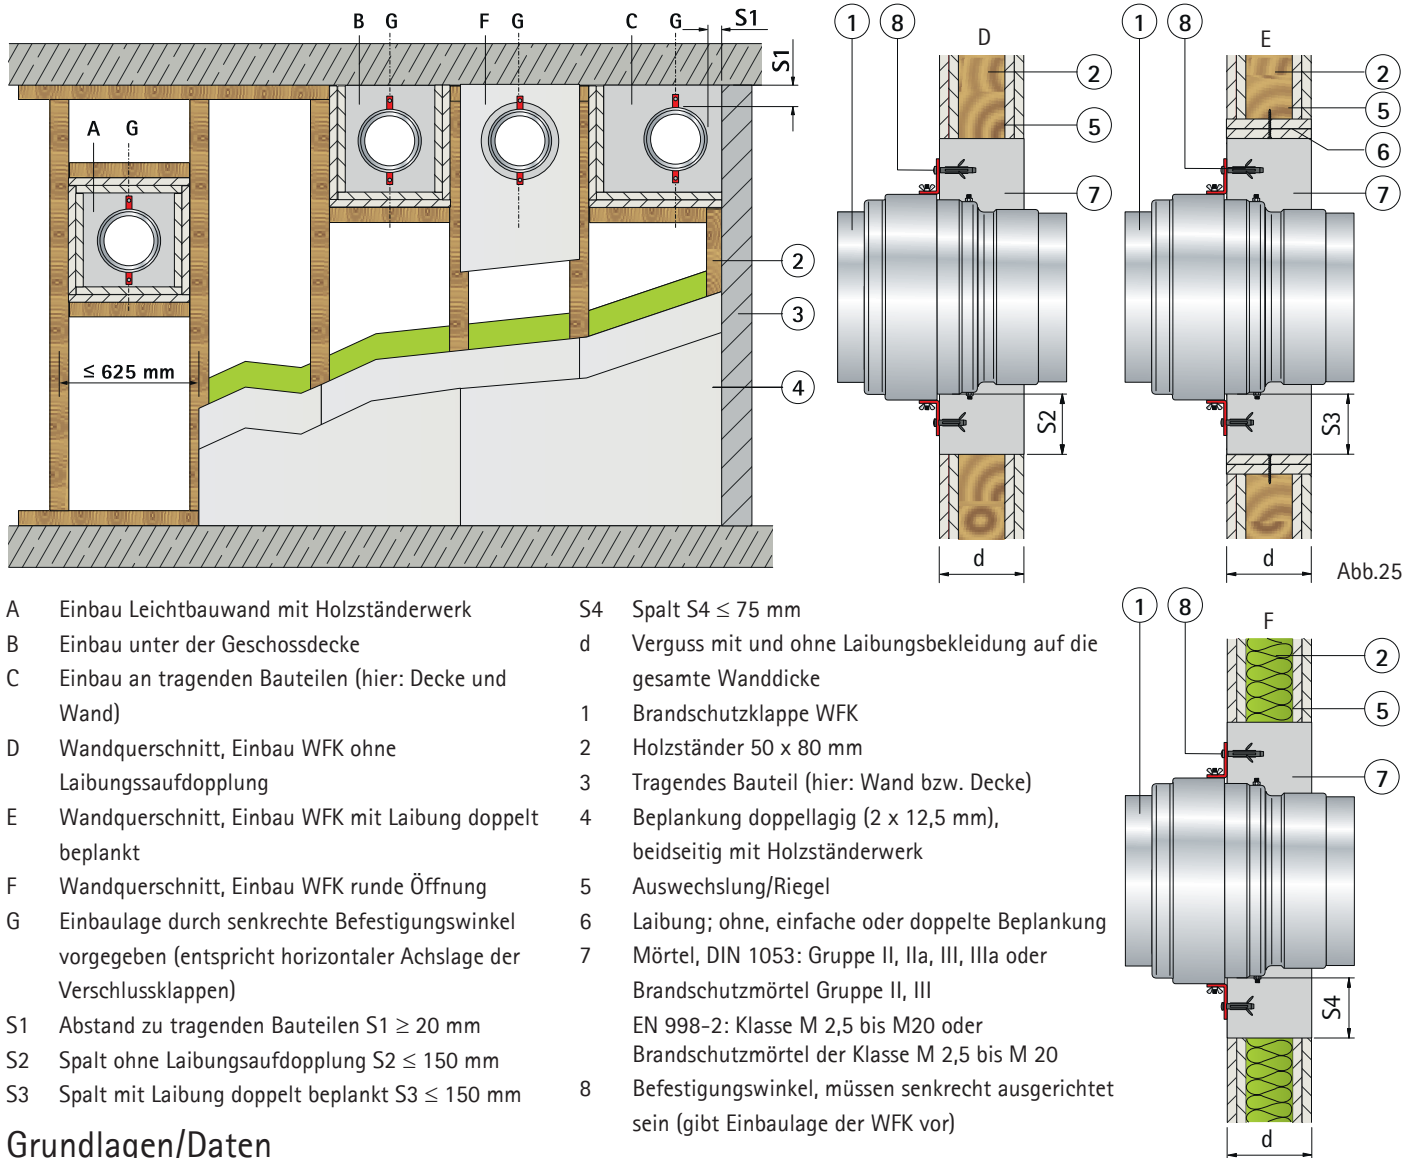 B G F G C G S1
S1
A G
≤ 625 mm
2
3
4
1 8 D
2
5
7
S2
d
1 8 E
2
5
6
7
S3
d
Abb.25
A Einbau Leichtbauwand mit Holzständerwerk
B Einbau unter der Geschossdecke
C Einbau an tragenden Bauteilen (hier: Decke und
Wand)
D Wandquerschnitt, Einbau WFK ohne
Laibungssaufdopplung
E Wandquerschnitt, Einbau WFK mit Laibung doppelt
beplankt
F Wandquerschnitt, Einbau WFK runde Öffnung
G Einbaulage durch senkrechte Befestigungswinkel
vorgegeben (entspricht horizontaler Achslage der
Verschlussklappen)
S1 Abstand zu tragenden Bauteilen S1 ≥ 20 mm
S2 Spalt ohne Laibungsaufdopplung S2 ≤ 150 mm
S3 Spalt mit Laibung doppelt beplankt S3 ≤ 150 mm
S4 Spalt S4 ≤ 75 mm
d Verguss mit und ohne Laibungsbekleidung auf die
gesamte Wanddicke
1 Brandschutzklappe WFK
2 Holzständer 50 x 80 mm
3 Tragendes Bauteil (hier: Wand bzw. Decke)
4 Beplankung doppellagig (2 x 12,5 mm),
beidseitig mit Holzständerwerk
5 Auswechslung/Riegel
6 Laibung; ohne, einfache oder doppelte Beplankung
7 Mörtel, DIN 1053: Gruppe II, IIa, III, IIIa oder
Brandschutzmörtel Gruppe II, III
EN 998-2: Klasse M 2,5 bis M20 oder
Brandschutzmörtel der Klasse M 2,5 bis M 20
8 Befestigungswinkel, müssen senkrecht ausgerichtet
sein (gibt Einbaulage der WFK vor)
1 8 F
2
5
7
S4
d
Grundlagen/Daten